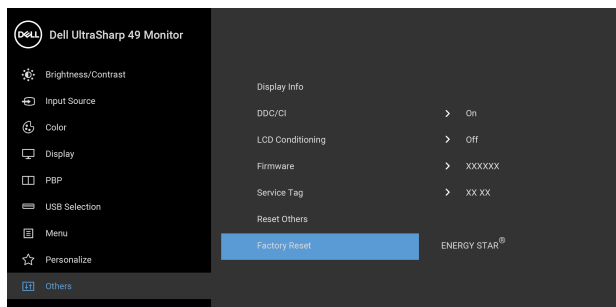 DELL Dell UltraSharp 49 Monitor
Brightness/Contrast
Input Source
Color
Display
PBP
USB Selection
Menu
Personalize
Others
Display Info
DDC/CI > On
LCD Conditioning > Off
Firmware > XXXXXX
Service Tag > XX XX
Reset Others
Factory Reset ENERGY STAR®